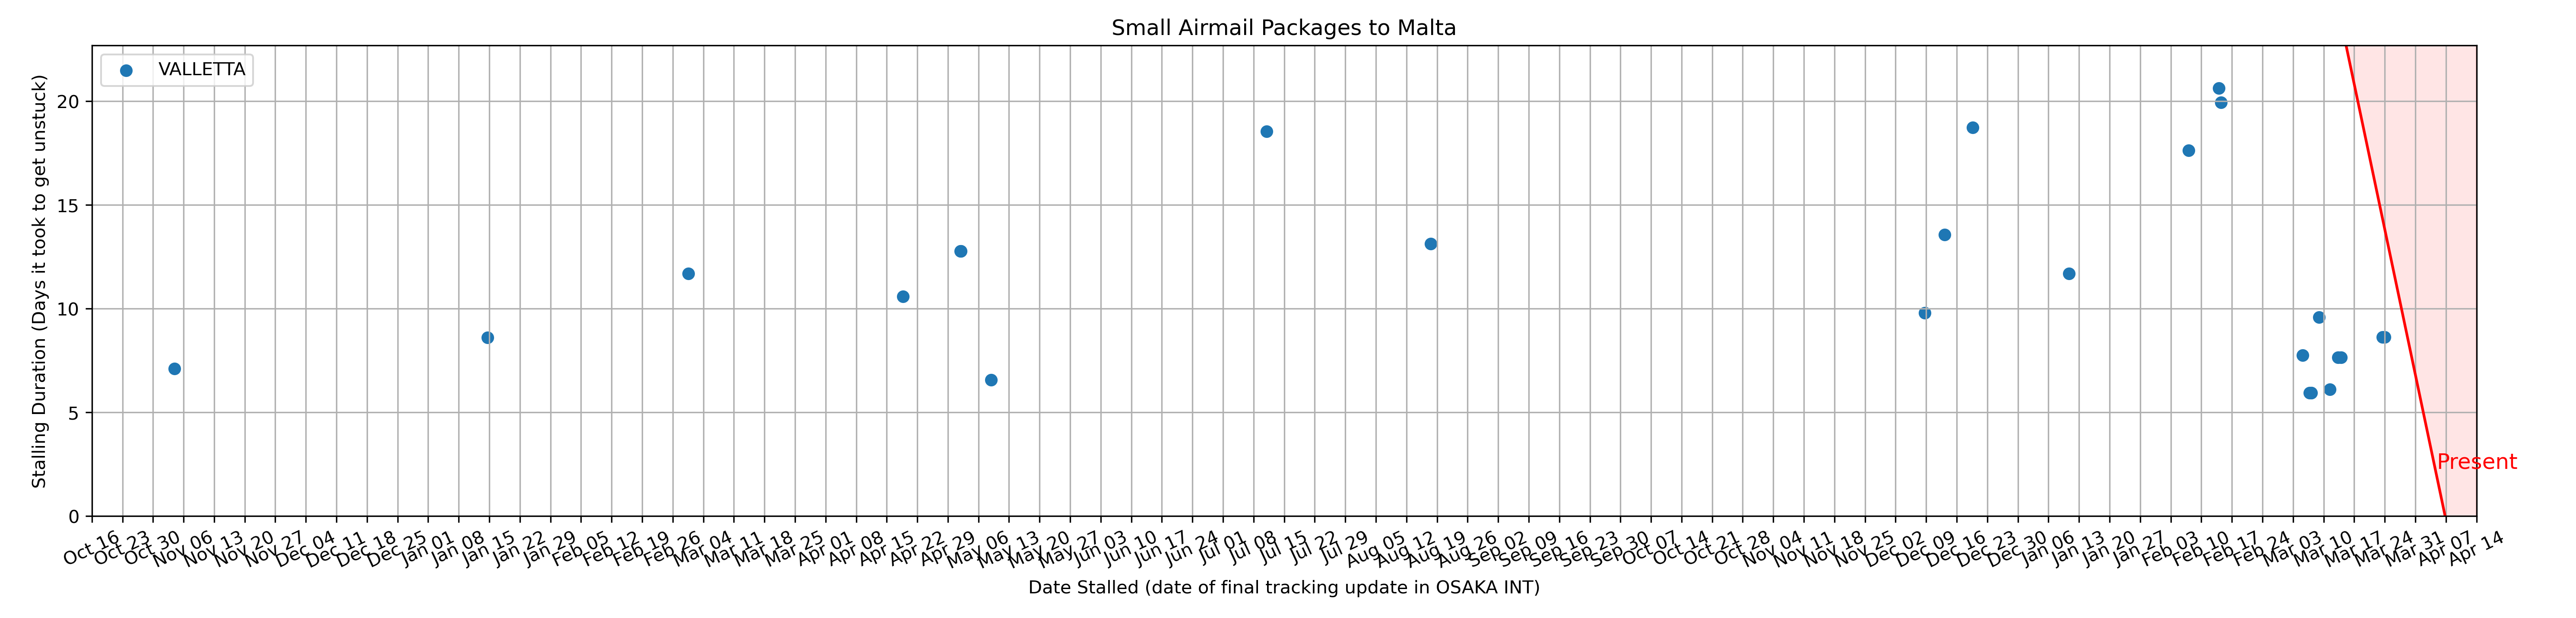 Small Airmail Packages to Malta
VALLETTA
Stalling Duration (Days it took to get unstuck)
20
15
10
5
0
Present
Oct 16 Oct 23 Oct 30 Nov 06 Nov 13 Nov 20 Nov 27 Dec 04 Dec 11 Dec 18 Dec 25 Jan 01 Jan 08 Jan 15 Jan 22 Jan 29 Feb 05 Feb 12 Feb 19 Feb 26 Mar 04 Mar 11 Mar 18 Mar 25 Apr 01 Apr 08 Apr 15 Apr 22 Apr 29 May 06 May 13 May 20 May 27 Jun 03 Jun 10 Jun 17 Jun 24 Jul 01 Jul 08 Jul 15 Jul 22 Jul 29 Aug 05 Aug 12 Aug 19 Aug 26 Sep 02 Sep 09 Sep 16 Sep 23 Sep 30 Oct 07 Oct 14 Oct 21 Oct 28 Nov 04 Nov 11 Nov 18 Nov 25 Dec 02 Dec 09 Dec 16 Dec 23 Dec 30 Jan 06 Jan 13 Jan 20 Jan 27 Feb 03 Feb 10 Feb 17 Feb 24 Mar 03 Mar 10 Mar 17 Mar 24 Mar 31 Apr 07 Apr 14
Date Stalled (date of final tracking update in OSAKA INT)